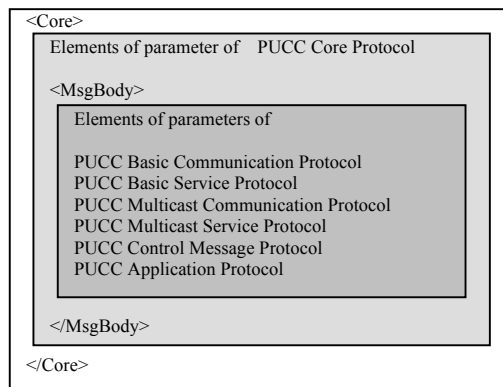 <Core>
Elements of parameter of PUCC Core Protocol
<MsgBody>
Elements of parameters of
PUCC Basic Communication Protocol
PUCC Basic Service Protocol
PUCC Multicast Communication Protocol
PUCC Multicast Service Protocol
PUCC Control Message Protocol
PUCC Application Protocol
</MsgBody>
</Core>